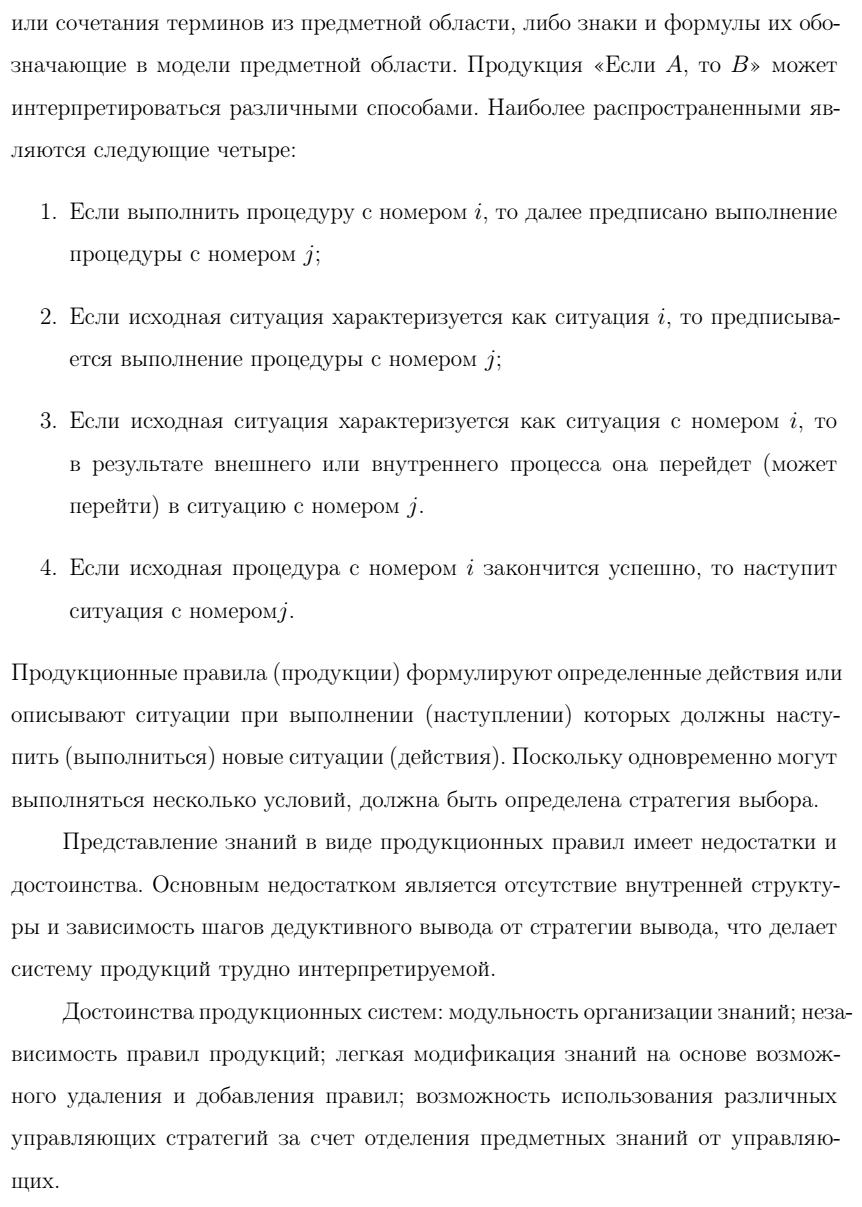 или сочетания терминов из предметной области, либо знаки и формулы их обо-
значающие в модели предметной области. Продукция «Если A, то B» может
интерпретироваться различными способами. Наиболее распространенными яв-
ляются следующие четыре:
1. Если выполнить процедуру с номером i, то далее предписано выполнение
процедуры с номером j;
2. Если исходная ситуация характеризуется как ситуация i, то предписыва-
ется выполнение процедуры с номером j;
3. Если исходная ситуация характеризуется как ситуация с номером i, то
в результате внешнего или внутреннего процесса она перейдет (может
перейти) в ситуацию с номером j.
4. Если исходная процедура с номером i закончится успешно, то наступит
ситуация с номеромj.
Продукционные правила (продукции) формулируют определенные действия или
описывают ситуации при выполнении (наступлении) которых должны насту-
пить (выполниться) новые ситуации (действия). Поскольку одновременно могут
выполняться несколько условий, должна быть определена стратегия выбора.
Представление знаний в виде продукционных правил имеет недостатки и
достоинства. Основным недостатком является отсутствие внутренней структу-
ры и зависимость шагов дедуктивного вывода от стратегии вывода, что делает
систему продукций трудно интерпретируемой.
Достоинства продукционных систем: модульность организации знаний; неза-
висимость правил продукций; легкая модификация знаний на основе возмож-
ного удаления и добавления правил; возможность использования различных
управляющих стратегий за счет отделения предметных знаний от управляю-
щих.